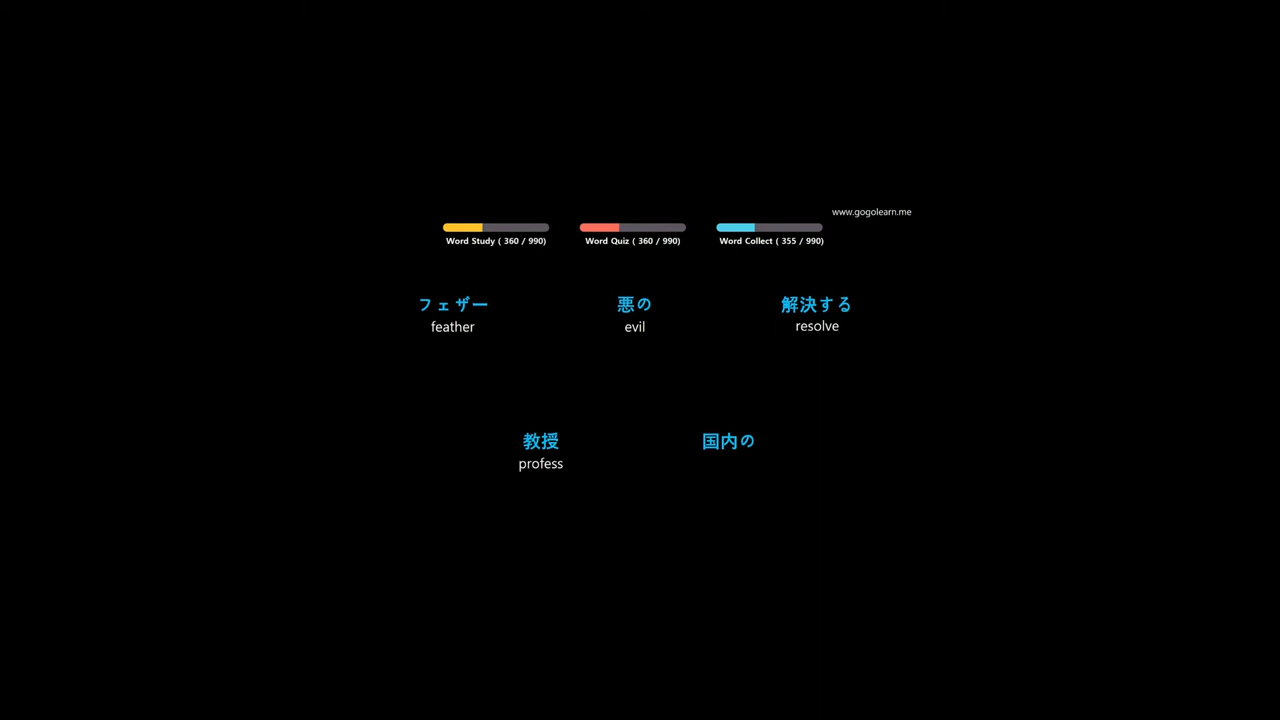 www.gogolearn.me
Word Study ( 360 / 990)
Word Quiz ( 360 / 990)
Word Collect ( 355 / 990)
フェザー
feather
悪の
evil
解決する
resolve
教授
profess
国内の